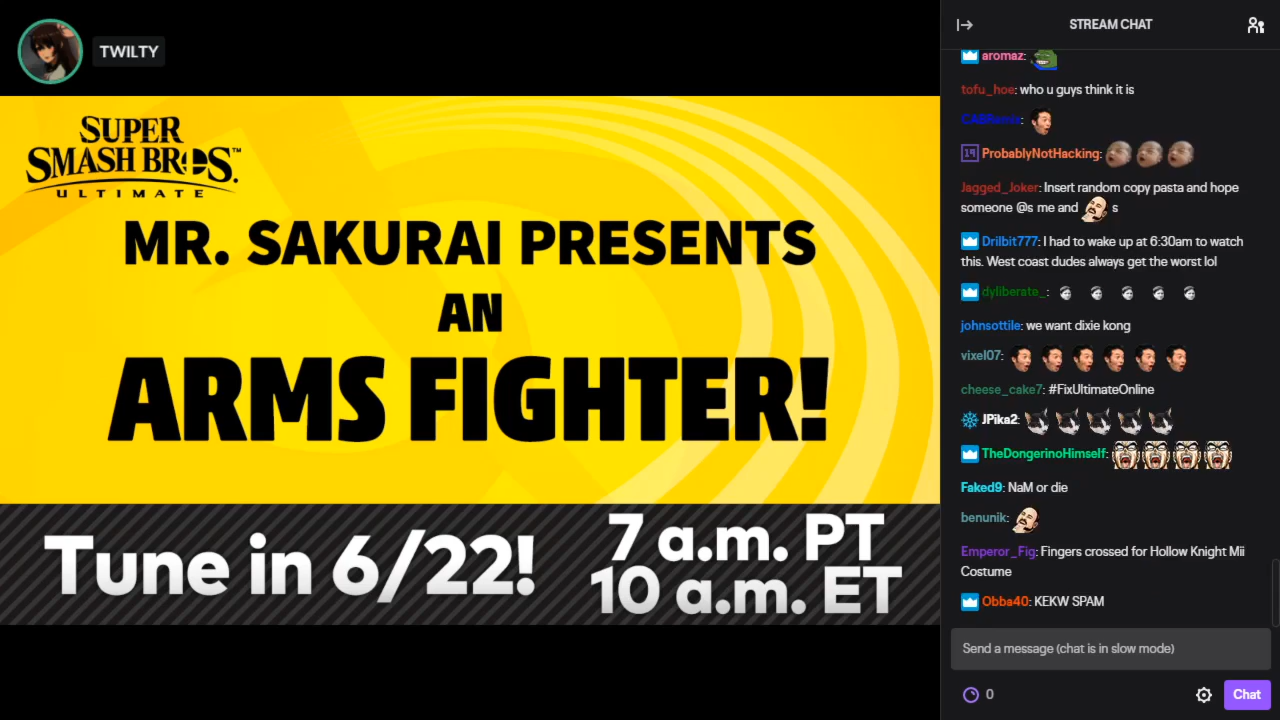 TWILTY
SUPER
SMASH BROS.™
ULTIMATE
MR. SAKURAI PRESENTS
AN
ARMS FIGHTER!
Tune in 6/22!
7 a.m. PT
10 a.m. ET
STREAM CHAT
aromaz:
tofu_hoe: who u guys think it is
19 ProbablyNotHacking:
Jagged_Joker: Insert random copy pasta and hope
someone @s me and s
Drilbit777: I had to wake up at 6:30am to watch
this. West coast dudes always get the worst lol
dyliberate_:
johnsottile: we want dixie kong
vixel07:
cheese_cake7: #FixUltimateOnline
JPika2:
TheDongerinoHimself:
Faked9: NaM or die
benunik:
Emperor_Fig: Fingers crossed for Hollow Knight Mii
Costume
Obba40: KEKW SPAM
Send a message (chat is in slow mode)
0
Chat